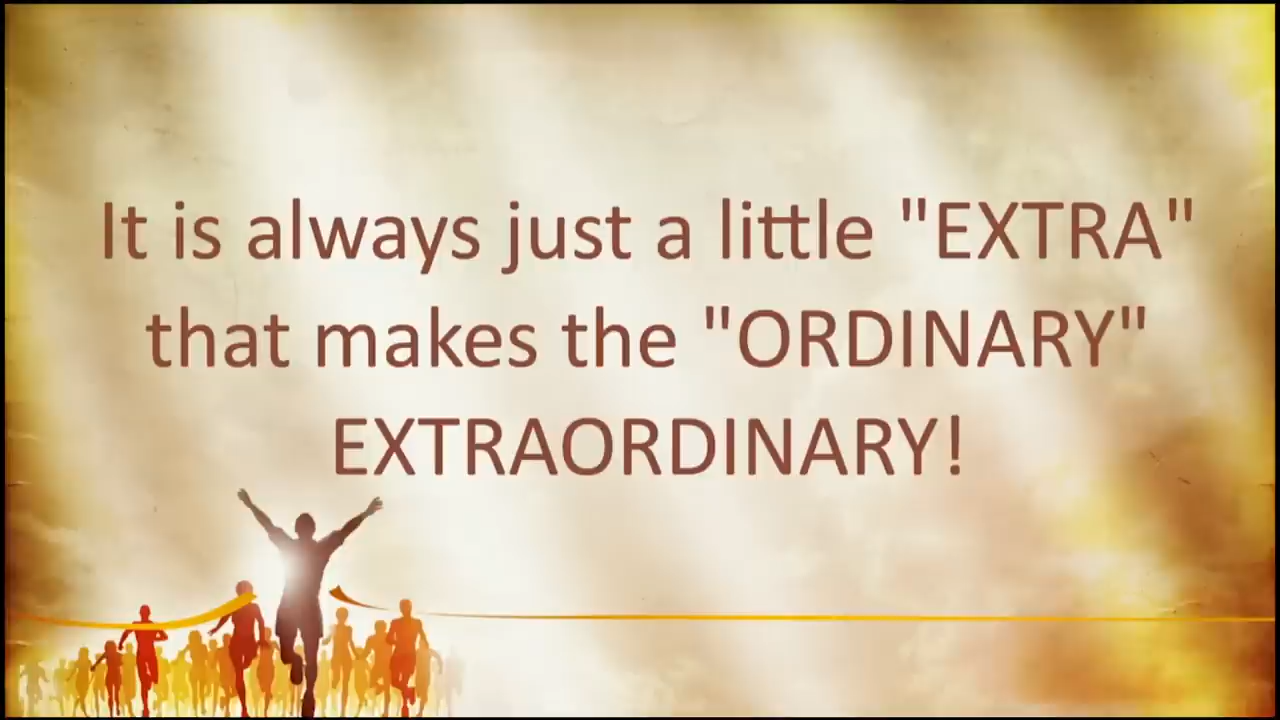 It is always just a little "EXTRA"
that makes the "ORDINARY"
EXTRAORDINARY!